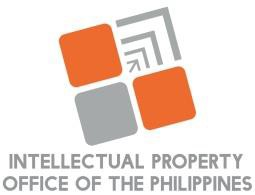 INTELLECTUAL PROPERTY
OFFICE OF THE PHILIPPINES